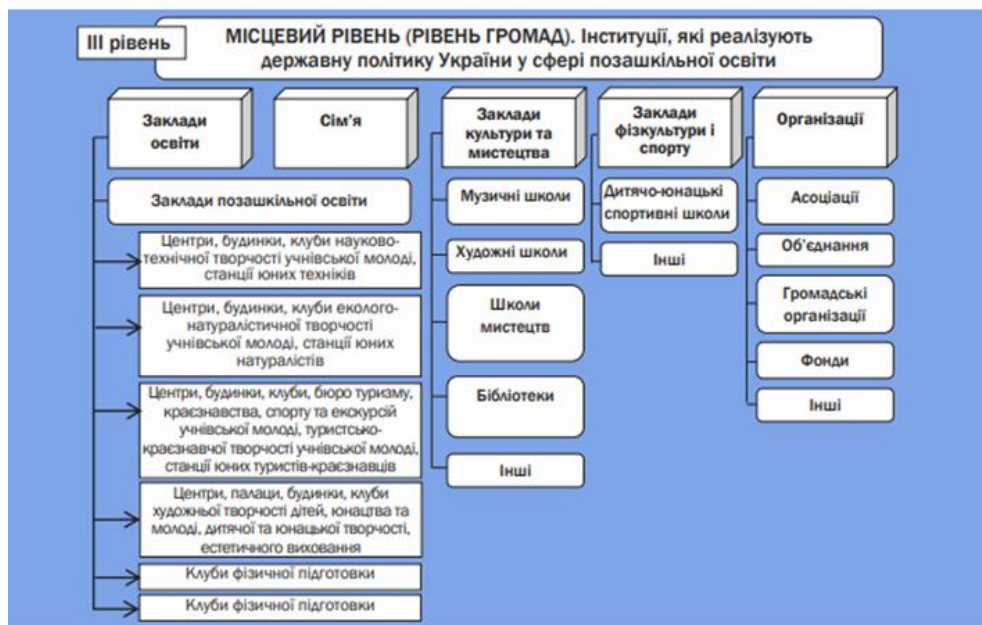 III рівень
МІСЦЕВИЙ РІВЕНЬ (РІВЕНЬ ГРОМАД). Інституції, які реалізують
державну політику України у сфері позашкільної освіти
Заклади
освіти
Сім’я
Заклади
культури та
мистецтва
Заклади
фізкультури і
спорту
Організації
Заклади позашкільної освіти
Центри, будинки, клуби науково-
технічної творчості учнівської молоді,
станції юних техніків
Центри, будинки, клуби еколого-
натуралістичної творчості
учнівської молоді, станції юних
натуралістів
Центри, будинки, клуби, бюро туризму,
краєзнавства, спорту та екскурсій
учнівської молоді, туристсько-
краєзнавчої творчості учнівської молоді,
станції юних туристів-краєзнавців
Центри, палаци, будинки, клуби
художньої творчості дітей, юнацтва та
молоді, дитячої та юнацької творчості,
естетичного виховання
Клуби фізичної підготовки
Клуби фізичної підготовки
Музичні школи
Художні школи
Школи
мистецтв
Бібліотеки
Інші
Дитячо-юнацькі
спортивні школи
Інші
Асоціації
Об’єднання
Громадські
організації
Фонди
Інші